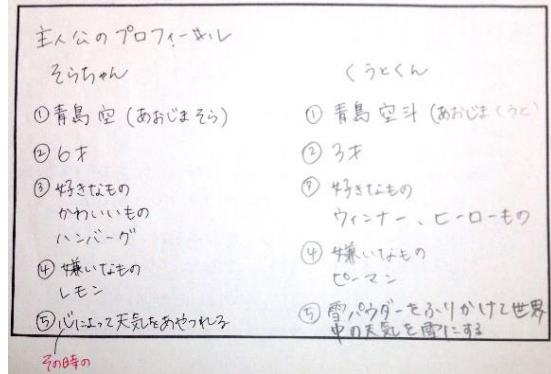 主人公のプロフィール
そらちゃん
①青島 空 (あおじま そら)
②6才
③好きなもの
かわいいもの
ハンバーグ
④嫌いなもの
レモン
⑤心によって天気をあやつれる
その時の
くうとくん
①青島 空斗 (あおじま くうと
②3才
③好きなもの
ウィンナー、ヒーローもの
④嫌いなもの
ピーマン
⑤雪パウダーをふりかけて世界
中の天気を雪にする